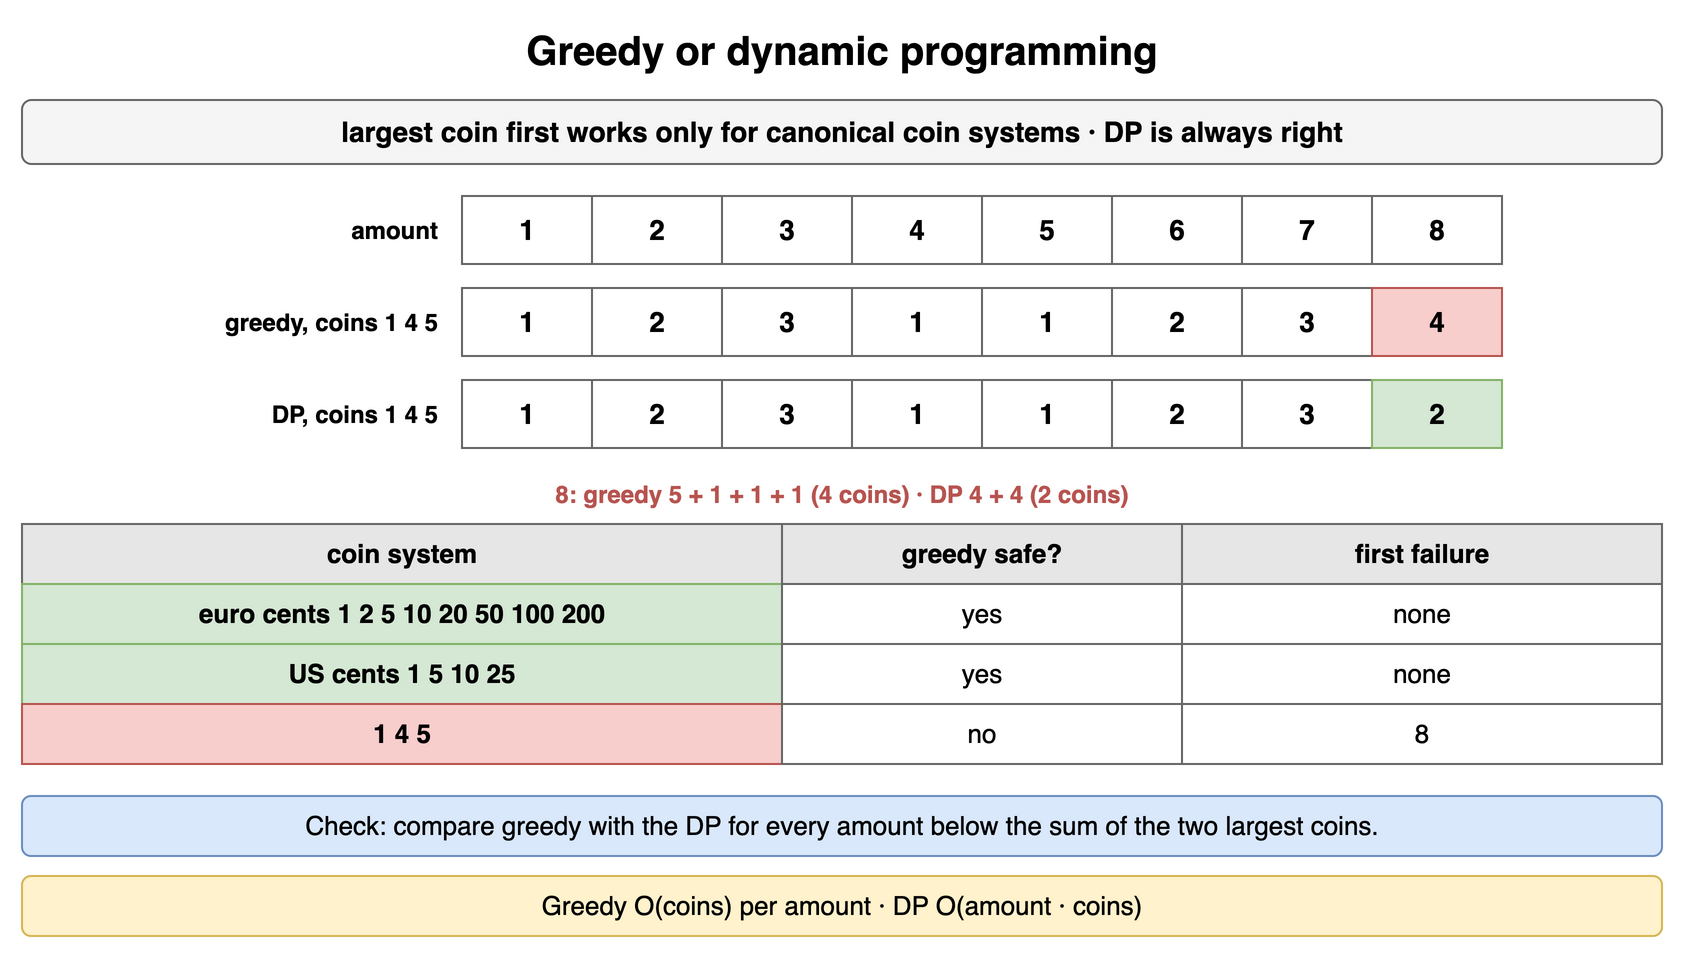 Greedy or dynamic programming
largest coin first works only for canonical coin systems · DP is always right
amount 1 2 3 4 5 6 7 8
greedy, coins 1 4 5 1 2 3 1 1 2 3 4
DP, coins 1 4 5 1 2 3 1 1 2 3 2
8: greedy 5 + 1 + 1 + 1 (4 coins) · DP 4 + 4 (2 coins)
coin system greedy safe? first failure
euro cents 1 2 5 10 20 50 100 200 yes none
US cents 1 5 10 25 yes none
1 4 5 no 8
Check: compare greedy with the DP for every amount below the sum of the two largest coins.
Greedy O(coins) per amount · DP O(amount · coins)